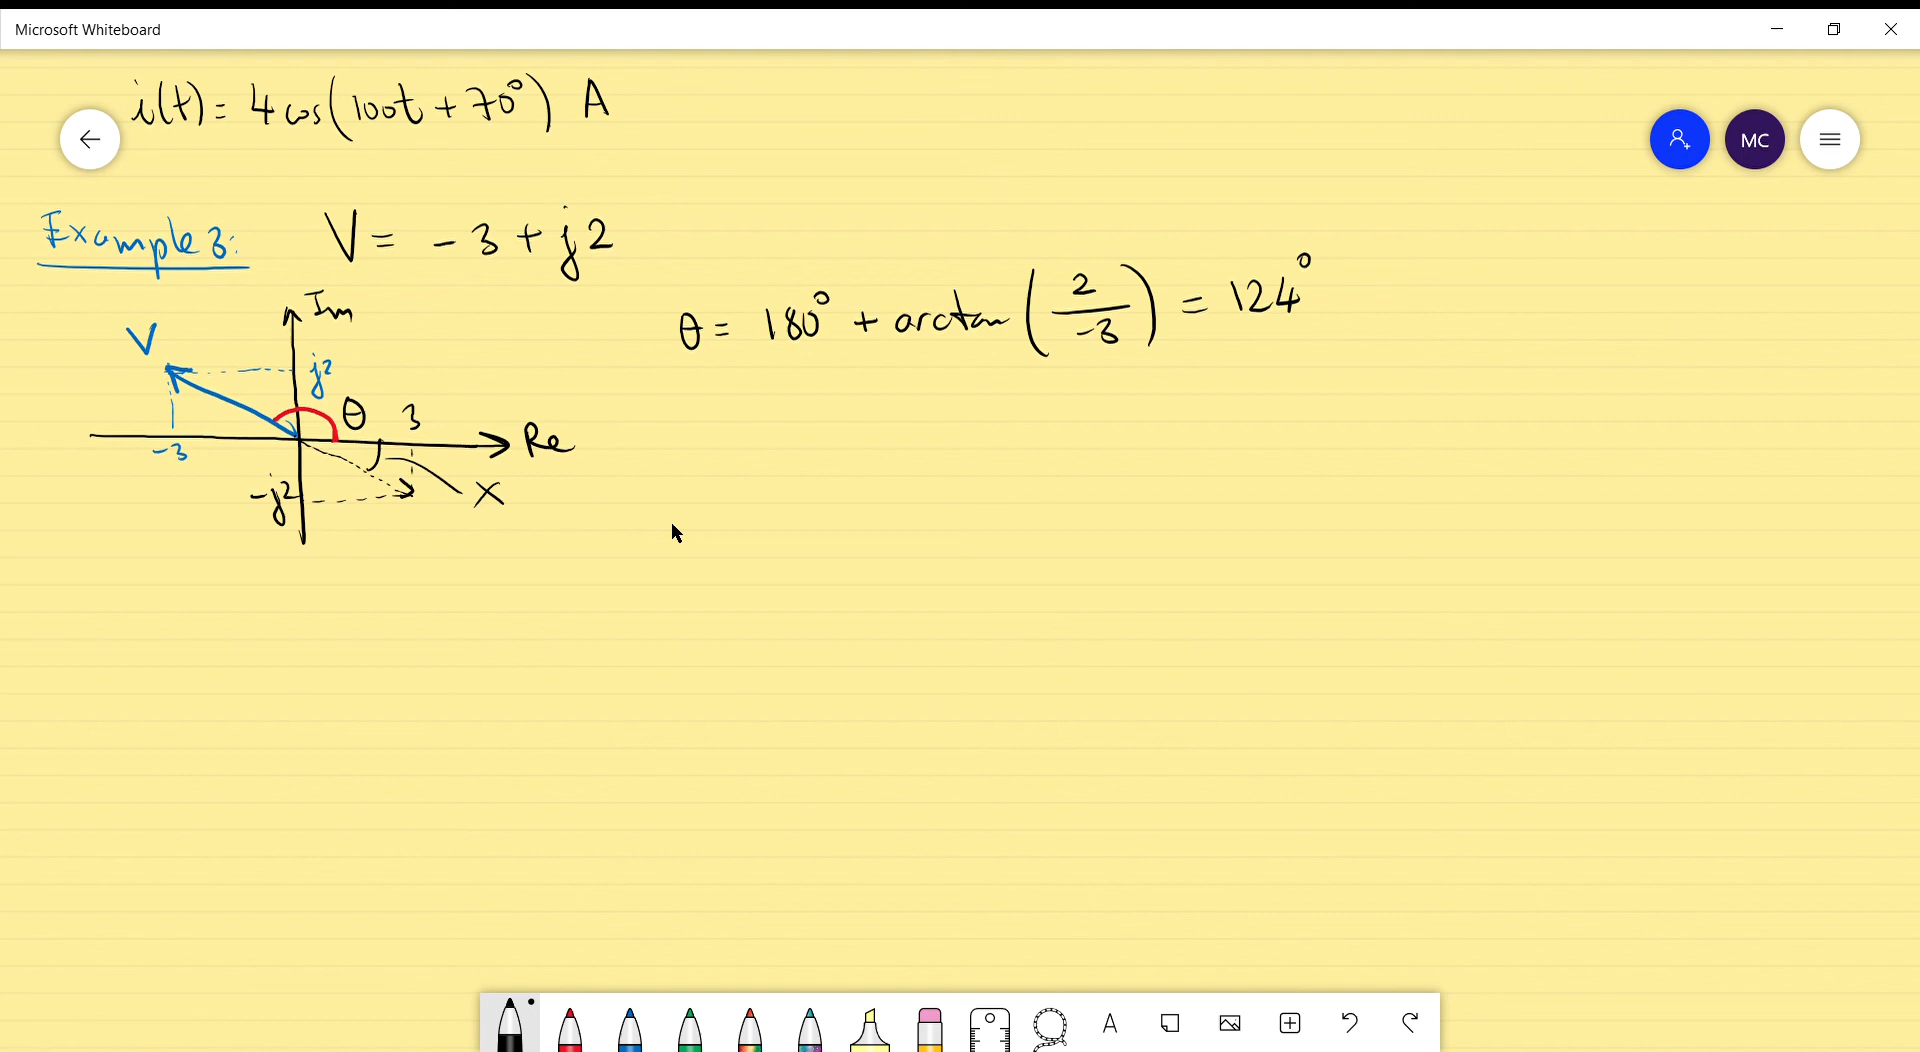 Microsoft Whiteboard
i(t) = 4 cos(100t + 70°) A
MC
Example 3: V = -3 + j2
θ = 180° + arctan(2/-3) = 124°
Im
V
j2
θ 3
-3
Re
-j2
X
A